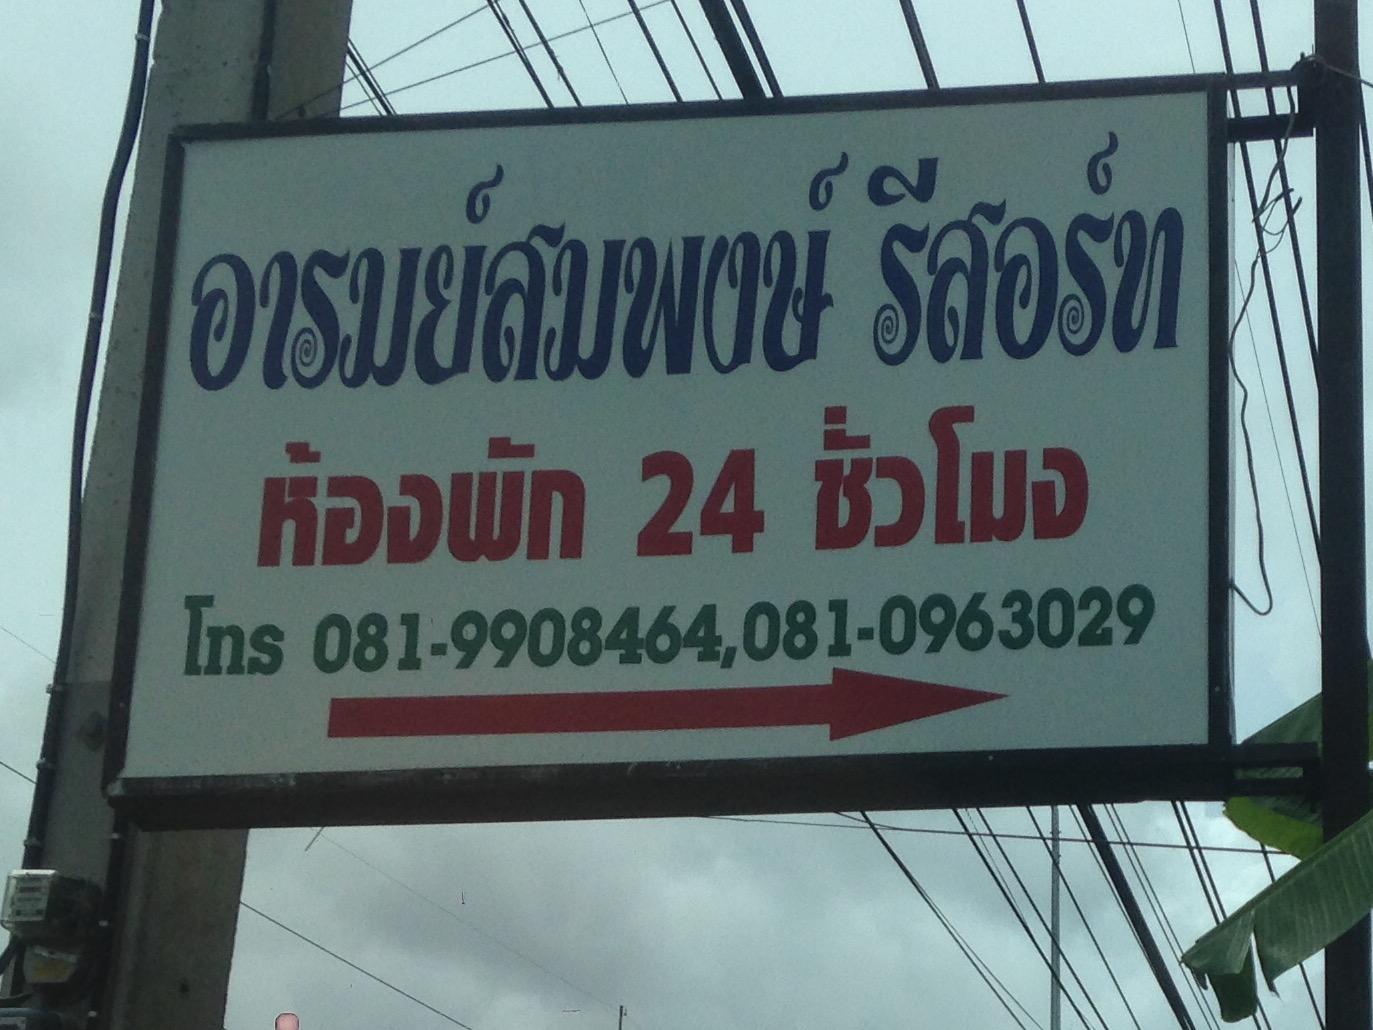 อารมย์สมพงษ์ รีสอร์ท
ห้องพัก 24 ชั่วโมง
โทร 081-9908464,081-0963029